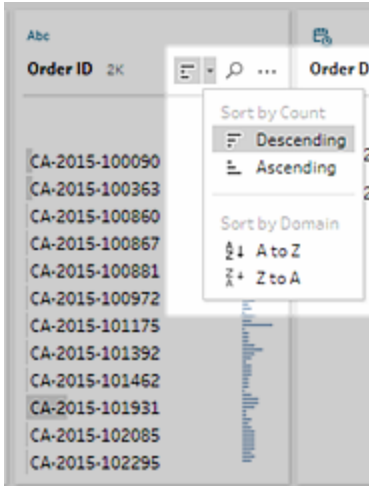 Abc
Order ID 2K ... Order D
Sort by Count
Descending
Ascending
Sort by Domain
A to Z
Z to A
CA-2015-100090
CA-2015-100363
CA-2015-100860
CA-2015-100867
CA-2015-100881
CA-2015-100972
CA-2015-101175
CA-2015-101392
CA-2015-101462
CA-2015-101931
CA-2015-102085
CA-2015-102295